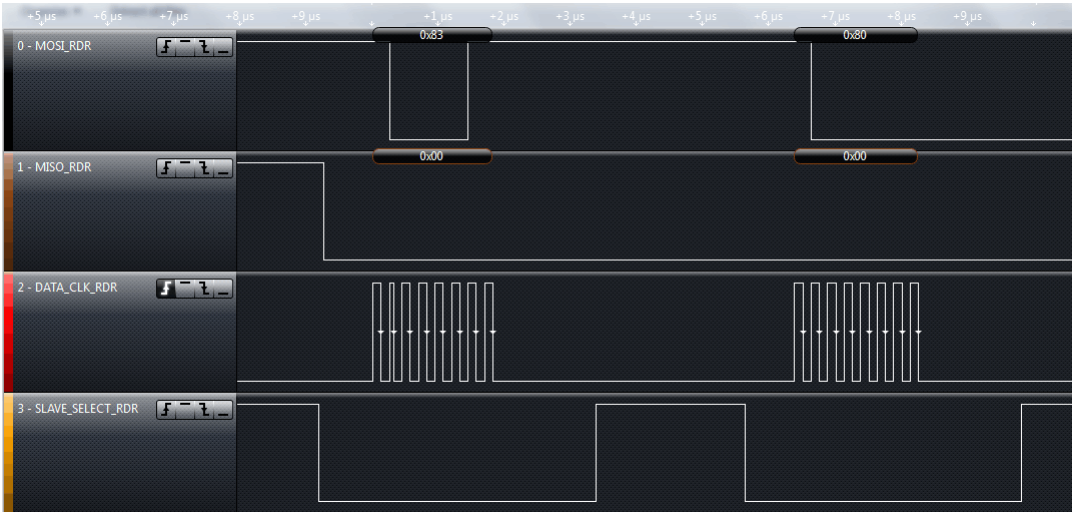 +5 µs +6 µs +7 µs +8 µs +9 µs +1 µs +2 µs +3 µs +4 µs +5 µs +6 µs +7 µs +8 µs +9 µs
0 - MOSI_RDR
0x83 0x80
1 - MISO_RDR
0x00 0x00
2 - DATA_CLK_RDR
3 - SLAVE_SELECT_RDR